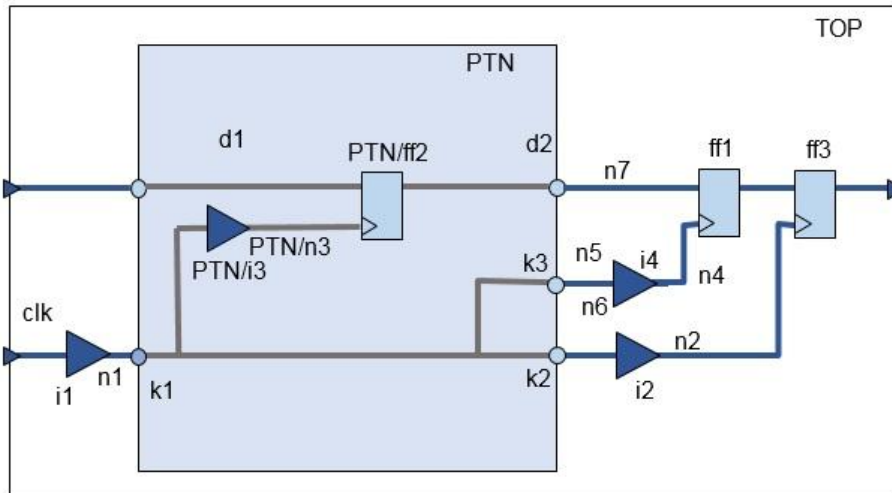 TOP
PTN
d1
PTN/ff2
d2
n7
ff1
ff3
PTN/n3
PTN/i3
k3
n5
i4
n4
n6
clk
n1
i1
k1
k2
n2
i2